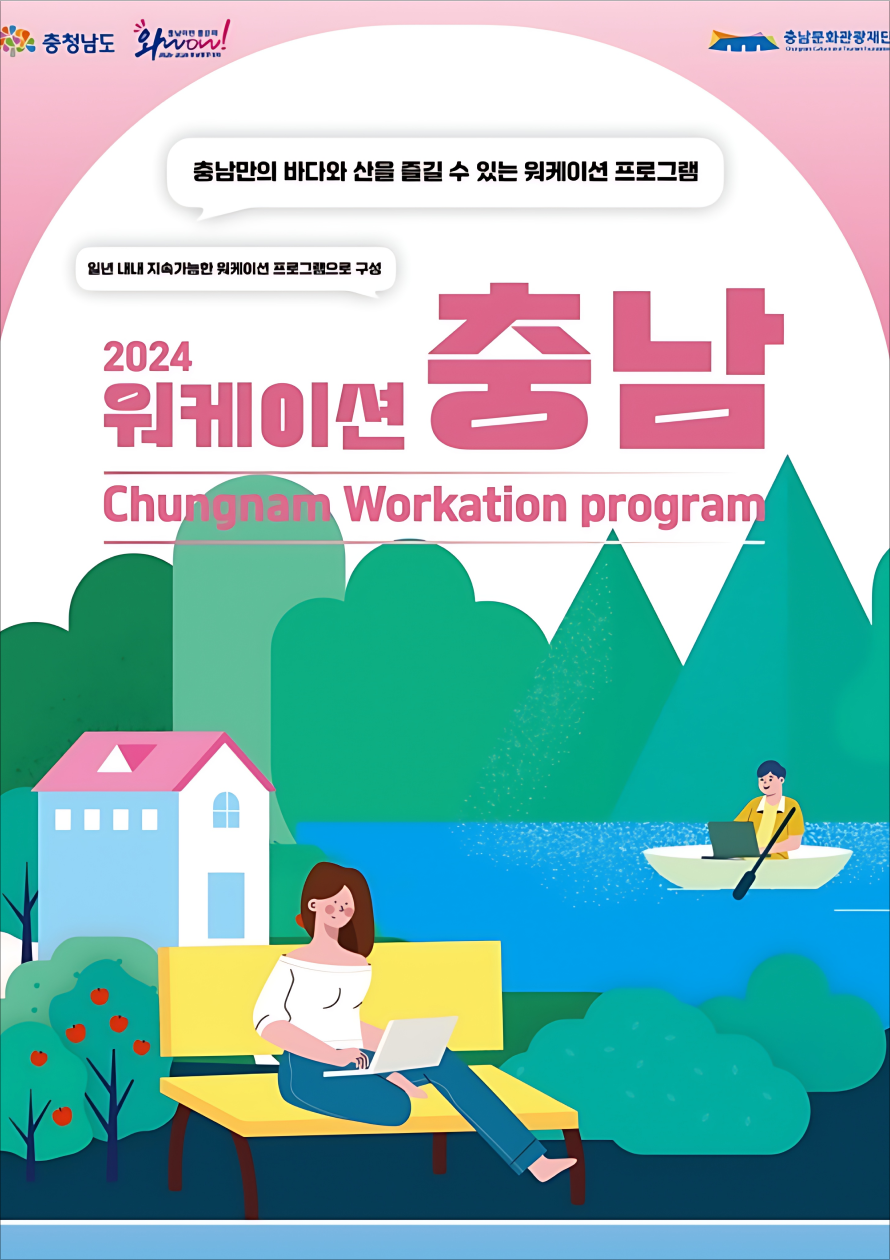 충청남도
와wow!
충남문화관광재단
충남만의 바다와 산을 즐길 수 있는 워케이션 프로그램
일년 내내 지속가능한 워케이션 프로그램으로 구성
2024
워케이션 충남
Chungnam Workation program